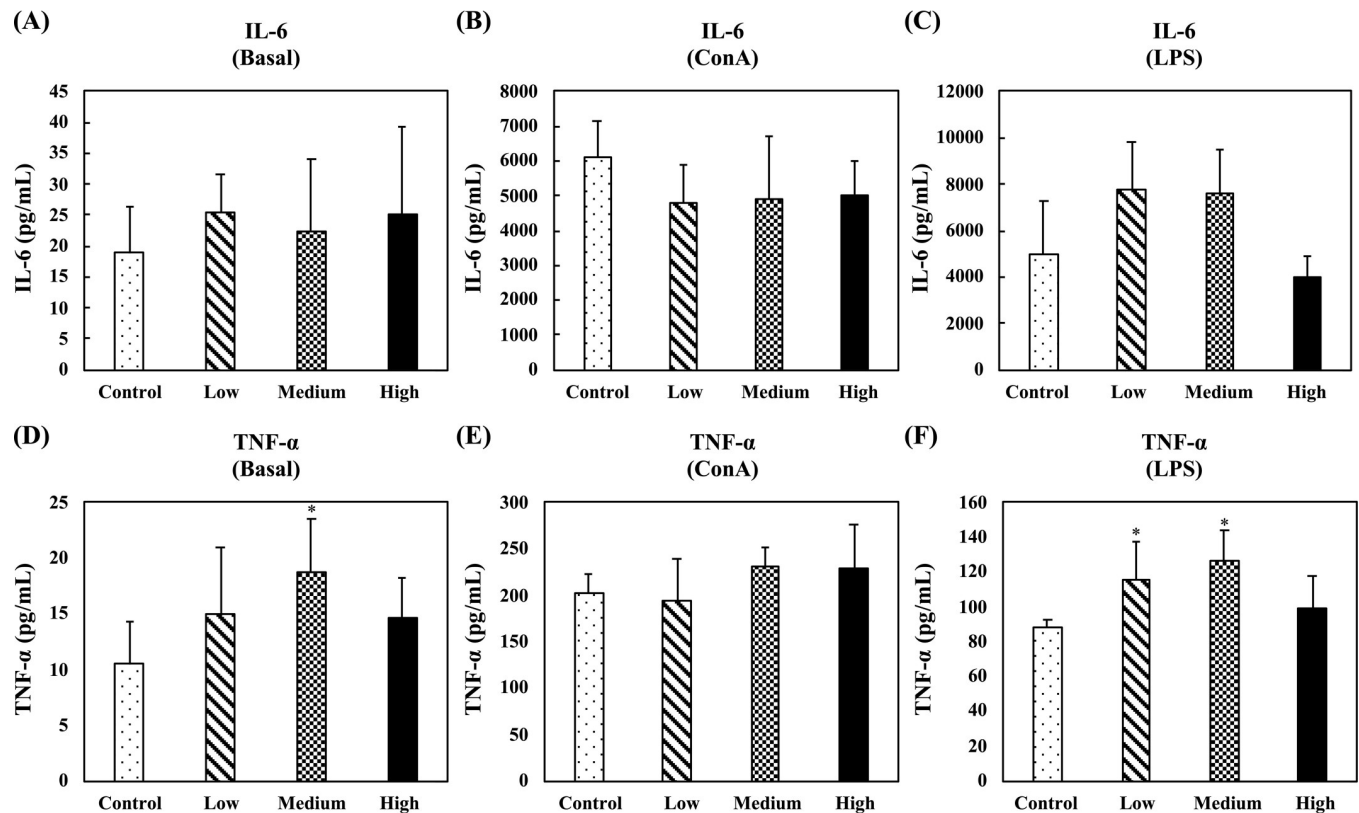 (A)
IL-6
(Basal)
IL-6 (pg/mL)
45
40
35
30
25
20
15
10
5
0
Control Low Medium High
(B)
IL-6
(ConA)
IL-6 (pg/mL)
8000
7000
6000
5000
4000
3000
2000
1000
0
Control Low Medium High
(C)
IL-6
(LPS)
IL-6 (pg/mL)
12000
10000
8000
6000
4000
2000
0
Control Low Medium High
(D)
TNF-α
(Basal)
TNF-α (pg/mL)
25
20
15
10
5
0
*
Control Low Medium High
(E)
TNF-α
(ConA)
TNF-α (pg/mL)
300
250
200
150
100
50
0
Control Low Medium High
(F)
TNF-α
(LPS)
TNF-α (pg/mL)
160
140
120
100
80
60
40
20
0
* *
Control Low Medium High